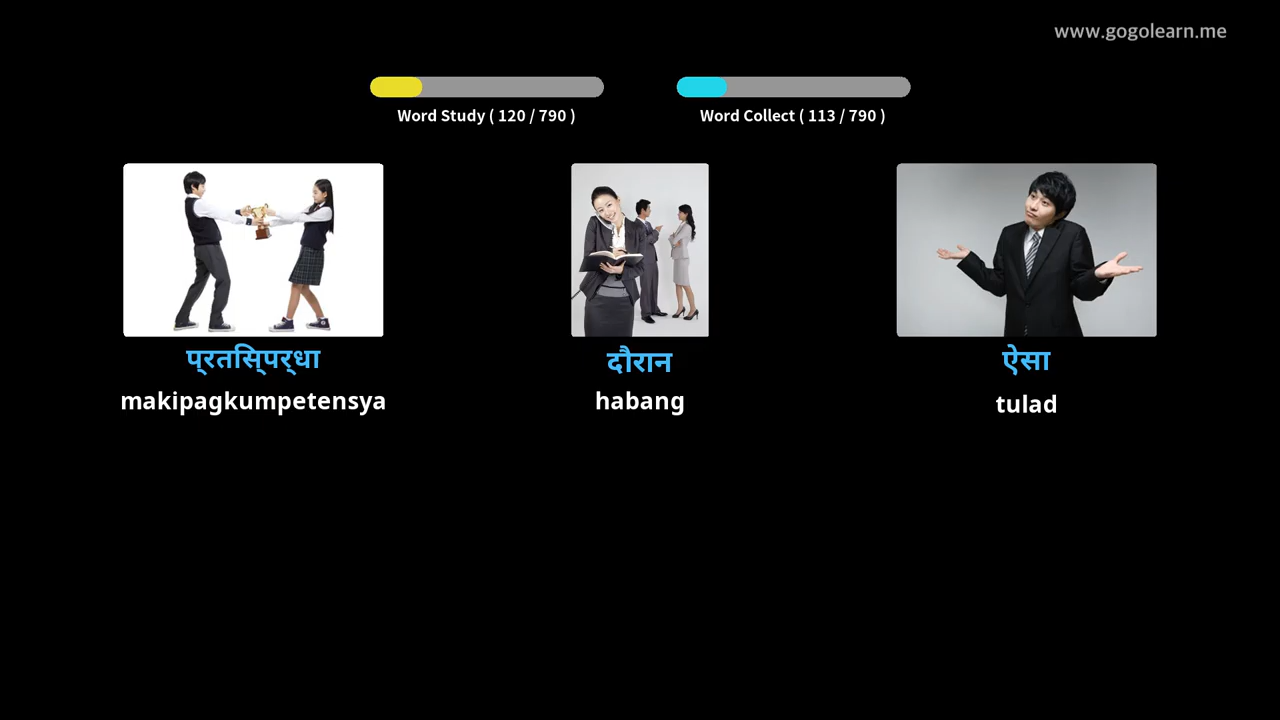 www.gogolearn.me
Word Study ( 120 / 790 )
Word Collect ( 113 / 790 )
प्रतिस्पर्धा
दौरान
ऐसा
makipagkumpetensya
habang
tulad